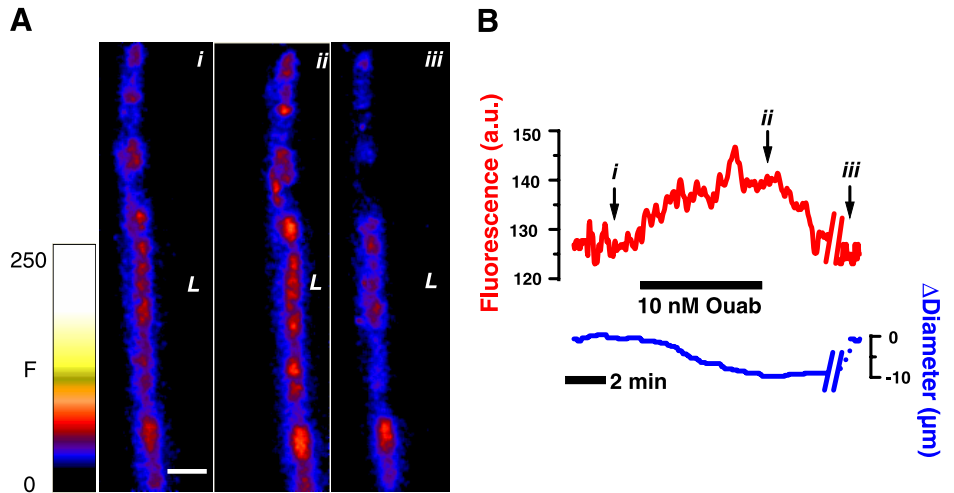 A
i
ii
iii
L
L
L
250
F
0
B
Fluorescence (a.u.)
150
140
130
120
i
ii
iii
10 nM Ouab
2 min
0
-10
ΔDiameter (μm)